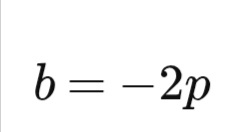 b = −2p